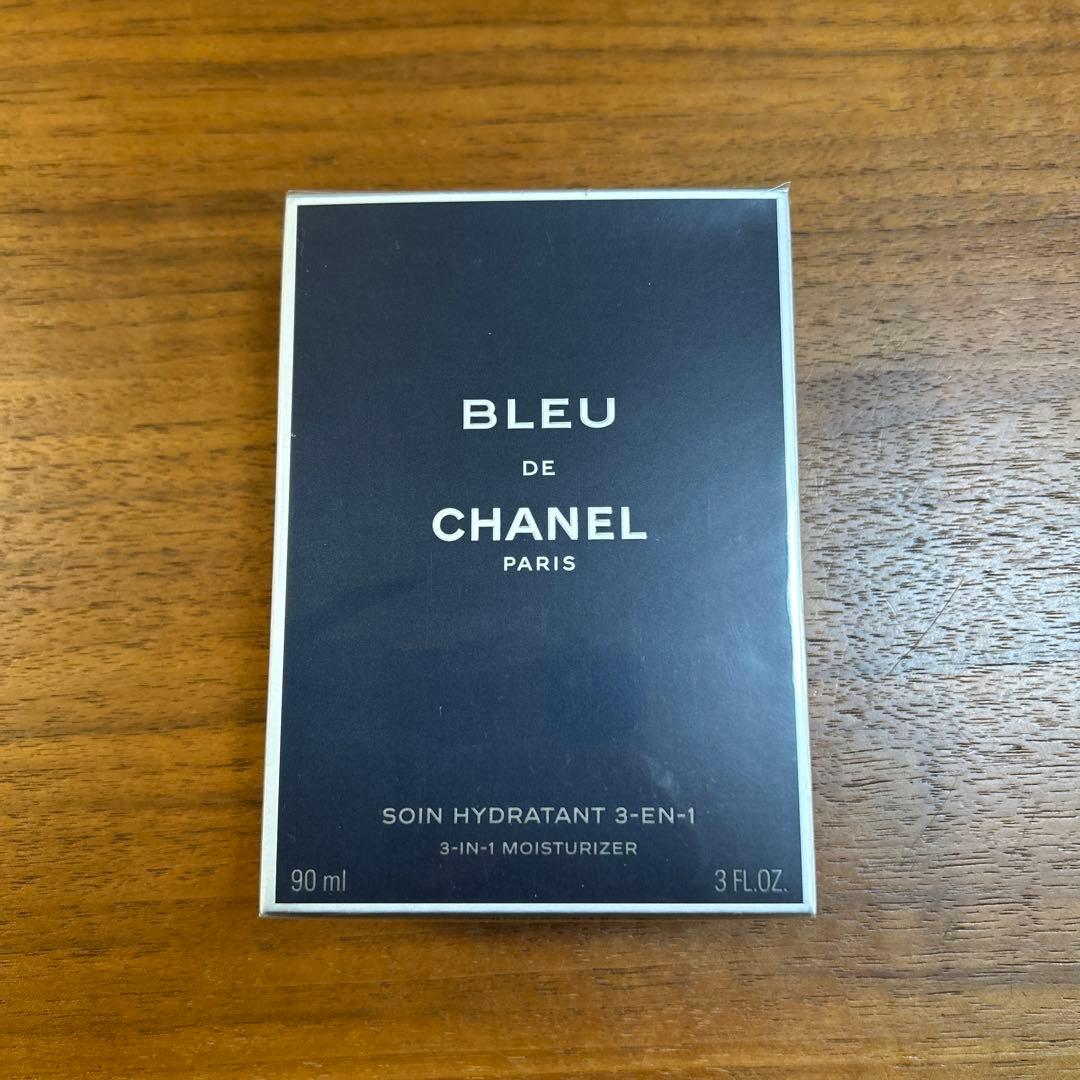 BLEU
DE
CHANEL
PARIS
SOIN HYDRATANT 3-EN-1
3-IN-1 MOISTURIZER
90 ml
3 FL.OZ.